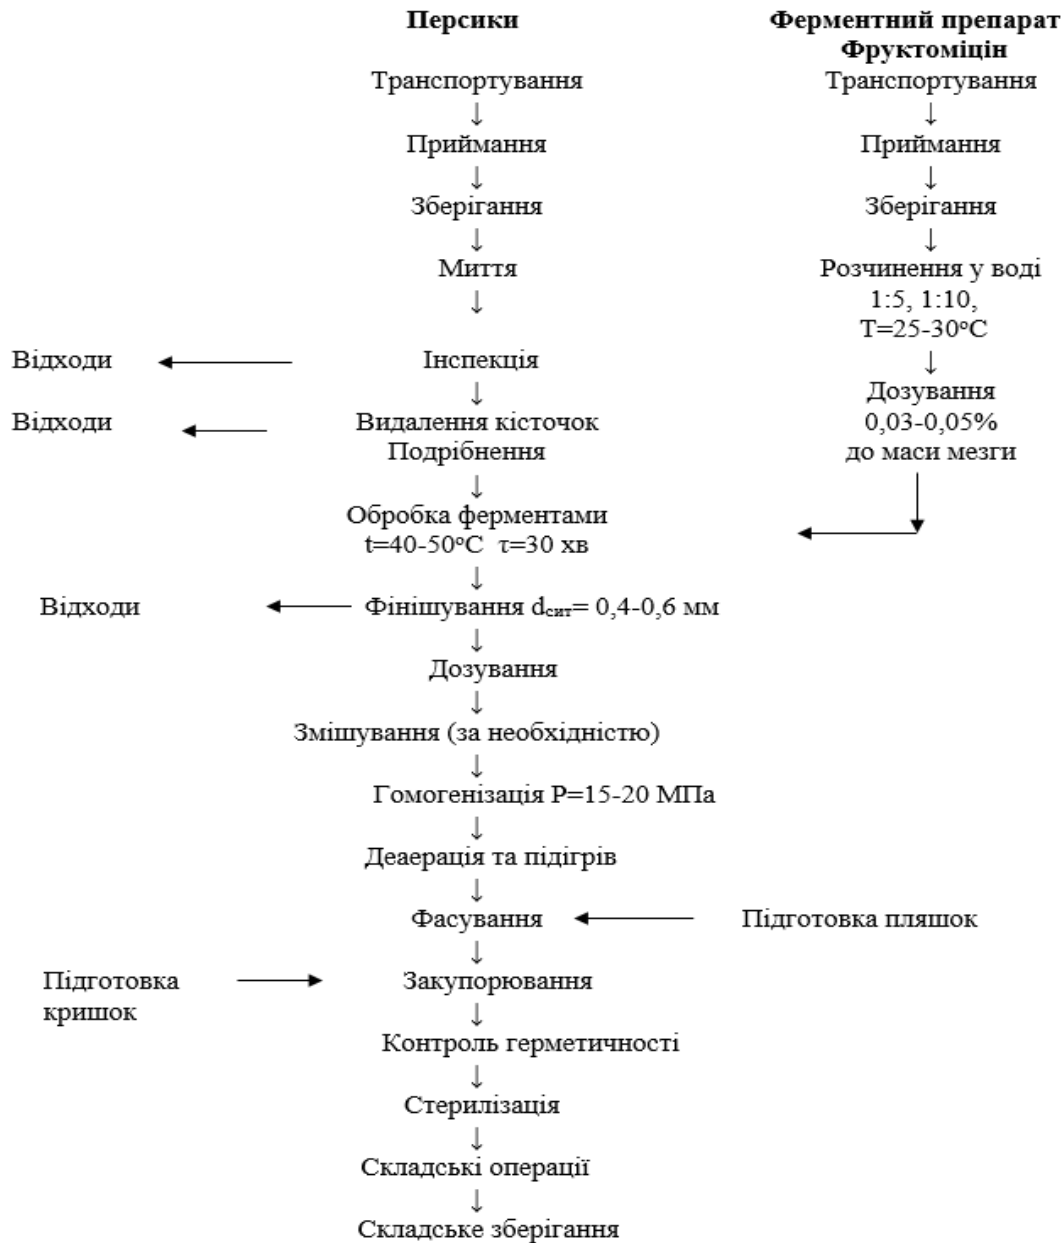 Персики
Ферментний препарат
Фруктоміцін
Транспортування
Транспортування
Приймання
Приймання
Зберігання
Зберігання
Миття
Розчинення у воді
1:5, 1:10,
T=25-30°C
Відходи
Інспекція
Дозування
0,03-0,05%
до маси мезги
Відходи
Видалення кісточок
Подрібнення
Обробка ферментами
t=40-50°C τ=30 хв
Відходи
Фінішування dсит= 0,4-0,6 мм
Дозування
Змішування (за необхідністю)
Гомогенізація P=15-20 МПа
Деаерація та підігрів
Фасування
Підготовка пляшок
Підготовка
кришок
Закупорювання
Контроль герметичності
Стерилізація
Складські операції
Складське зберігання